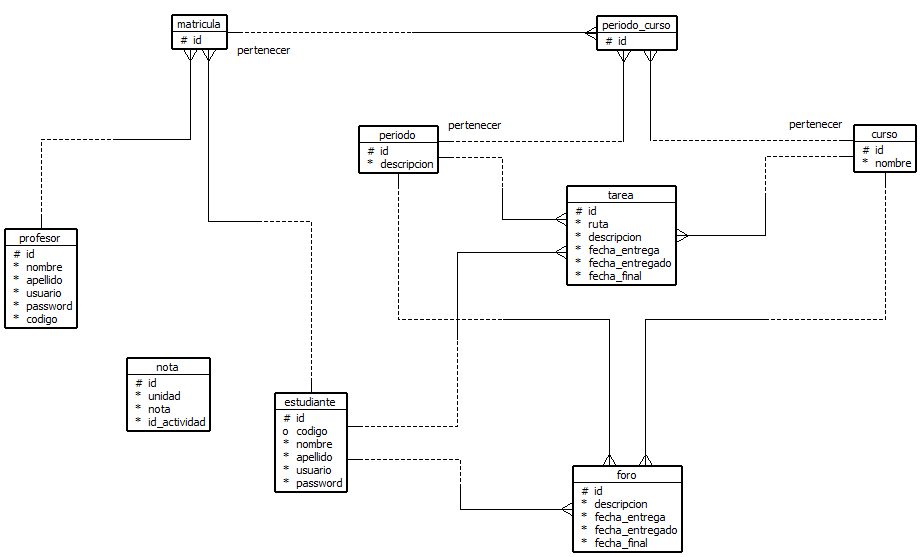 matricula
# id
pertenecer
periodo_curso
# id
periodo
# id
* descripcion
pertenecer
pertenecer
curso
# id
* nombre
tarea
# id
* ruta
* descripcion
* fecha_entrega
* fecha_entregado
* fecha_final
profesor
# id
* nombre
* apellido
* usuario
* password
* codigo
nota
# id
* unidad
* nota
* id_actividad
estudiante
# id
o codigo
* nombre
* apellido
* usuario
* password
foro
# id
* descripcion
* fecha_entrega
* fecha_entregado
* fecha_final